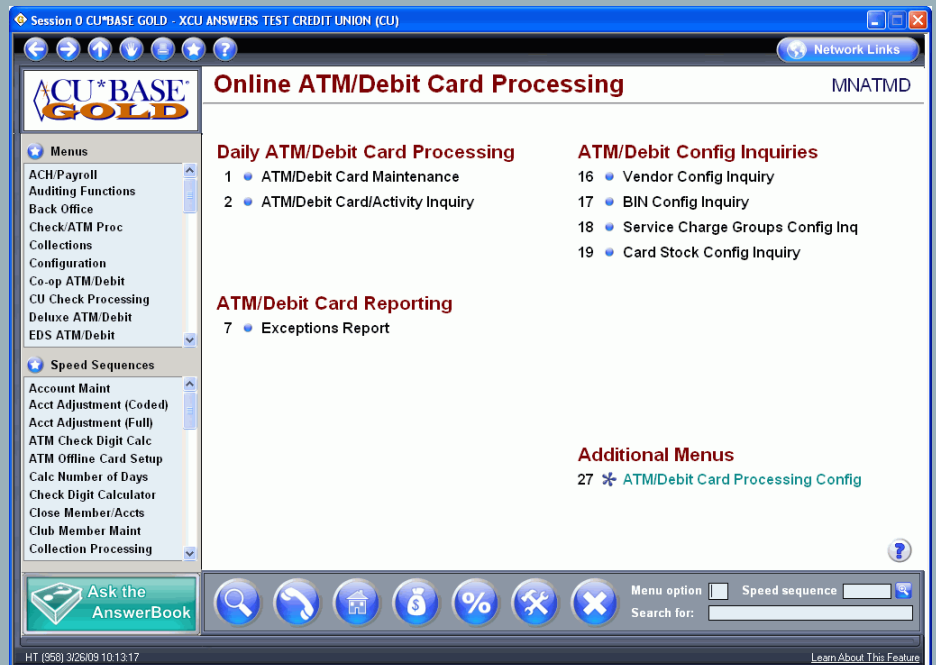 Session 0 CU*BASE GOLD - XCU ANSWERS TEST CREDIT UNION (CU)
Network Links
CU*BASE
GOLD
Online ATM/Debit Card Processing
MNATMD
Menus
ACH/Payroll
Auditing Functions
Back Office
Check/ATM Proc
Collections
Configuration
Co-op ATM/Debit
CU Check Processing
Deluxe ATM/Debit
EDS ATM/Debit
Speed Sequences
Account Maint
Acct Adjustment (Coded)
Acct Adjustment (Full)
ATM Check Digit Calc
ATM Offline Card Setup
Calc Number of Days
Check Digit Calculator
Close Member/Accts
Club Member Maint
Collection Processing
Ask the
AnswerBook
Daily ATM/Debit Card Processing
1 ATM/Debit Card Maintenance
2 ATM/Debit Card/Activity Inquiry
ATM/Debit Card Reporting
7 Exceptions Report
ATM/Debit Config Inquiries
16 Vendor Config Inquiry
17 BIN Config Inquiry
18 Service Charge Groups Config Inq
19 Card Stock Config Inquiry
Additional Menus
27 ATM/Debit Card Processing Config
Menu option
Speed sequence
Search for:
HT (958) 3/26/09 10:13:17
Learn About This Feature